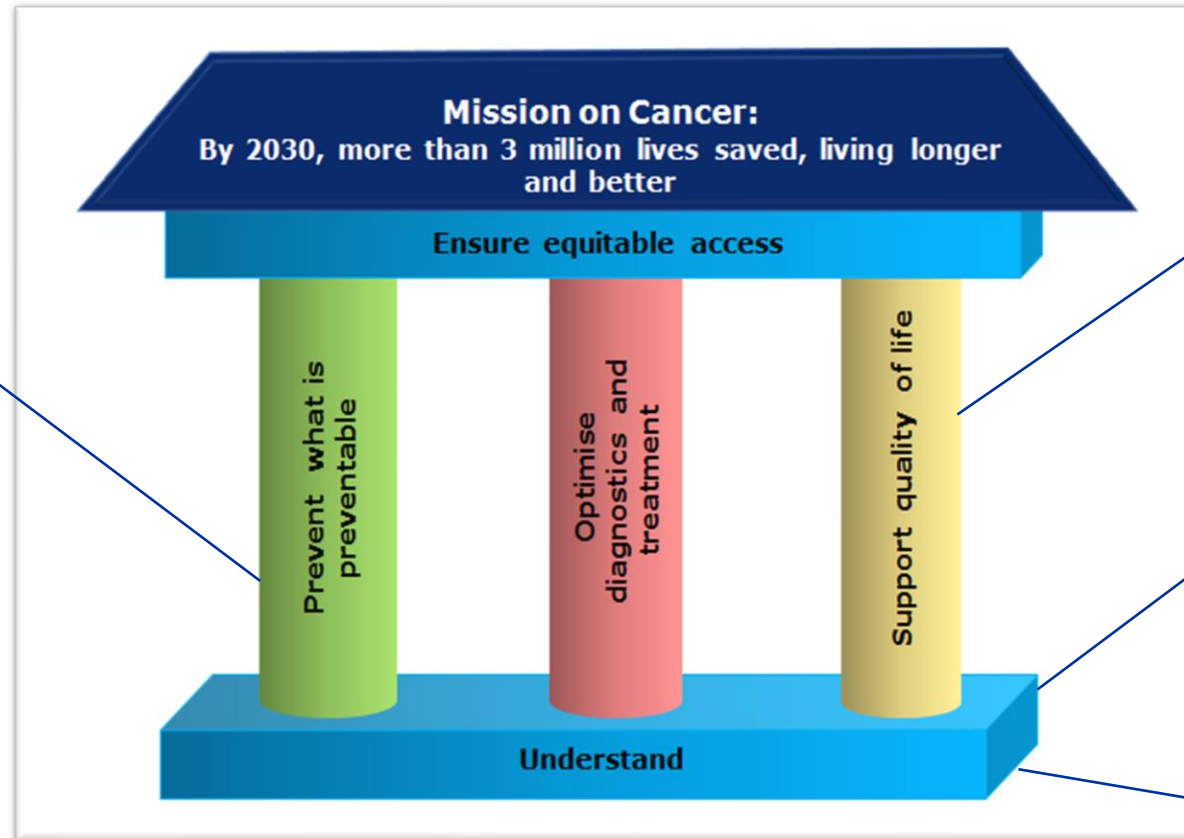 Mission on Cancer:
By 2030, more than 3 million lives saved, living longer
and better
Ensure equitable access
Prevent what is
preventable
Optimise
diagnostics and
treatment
Support quality of life
Understand